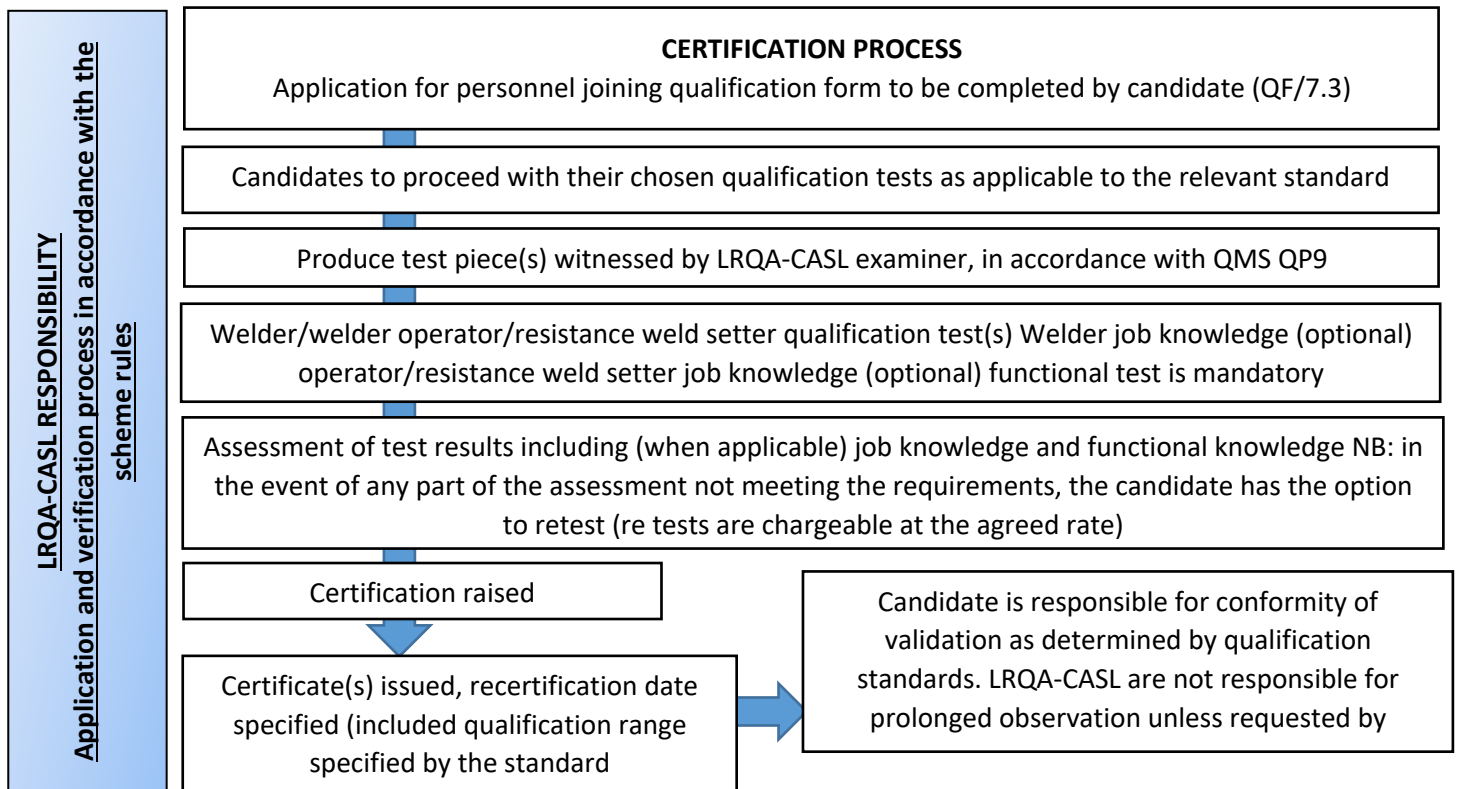 LRQA-CASL RESPONSIBILITY
Application and verification process in accordance with the
scheme rules
CERTIFICATION PROCESS
Application for personnel joining qualification form to be completed by candidate (QF/7.3)
Candidates to proceed with their chosen qualification tests as applicable to the relevant standard
Produce test piece(s) witnessed by LRQA-CASL examiner, in accordance with QMS QP9
Welder/welder operator/resistance weld setter qualification test(s) Welder job knowledge (optional)
operator/resistance weld setter job knowledge (optional) functional test is mandatory
Assessment of test results including (when applicable) job knowledge and functional knowledge NB: in
the event of any part of the assessment not meeting the requirements, the candidate has the option
to retest (re tests are chargeable at the agreed rate)
Certification raised
Certificate(s) issued, recertification date
specified (included qualification range
specified by the standard
Candidate is responsible for conformity of
validation as determined by qualification
standards. LRQA-CASL are not responsible for
prolonged observation unless requested by